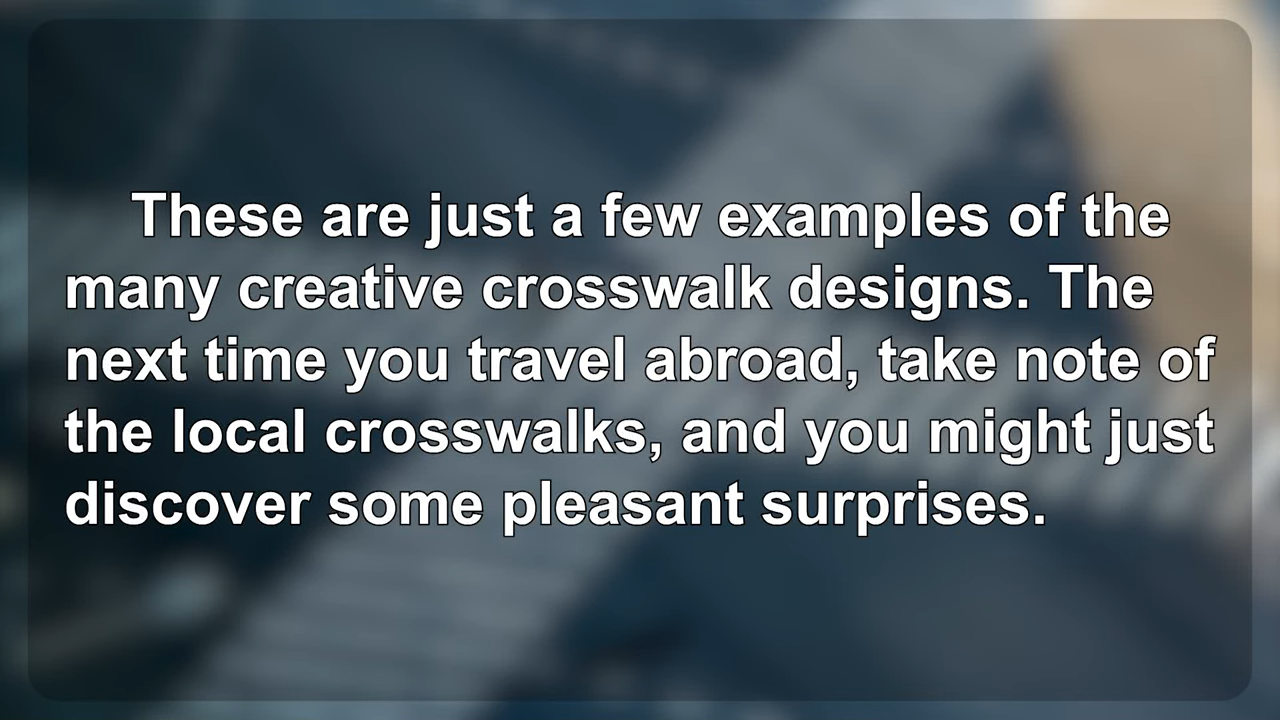 These are just a few examples of the
many creative crosswalk designs. The
next time you travel abroad, take note of
the local crosswalks, and you might just
discover some pleasant surprises.